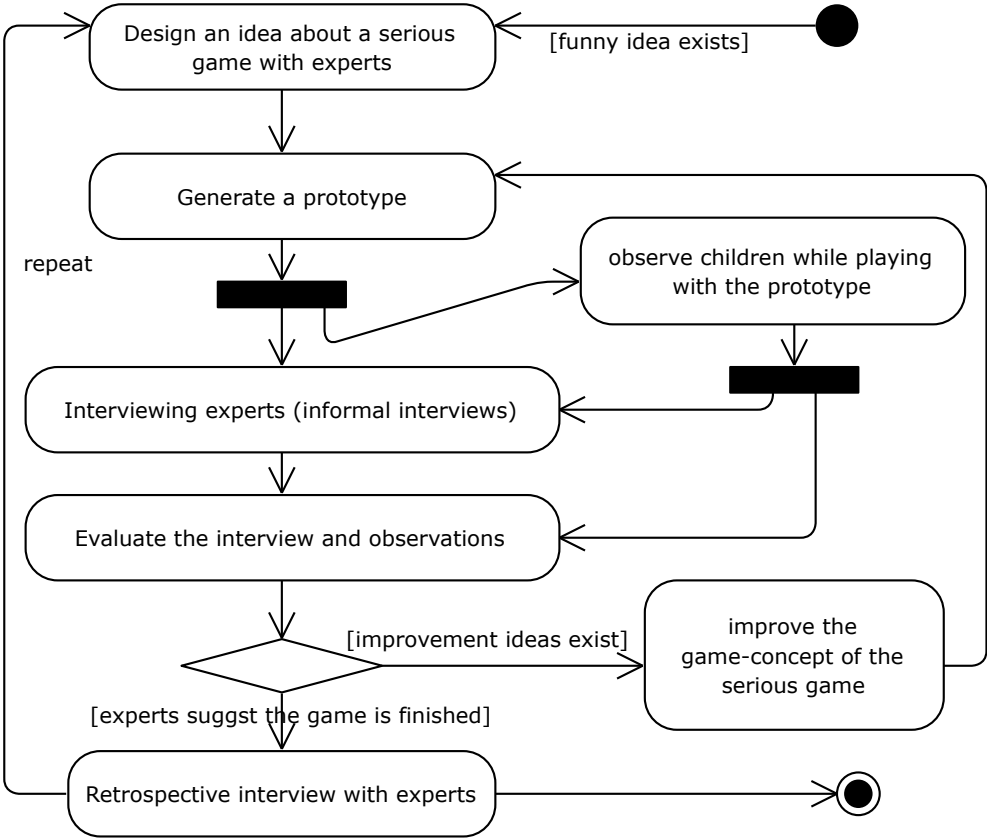 Design an idea about a serious
game with experts
[funny idea exists]
Generate a prototype
repeat
observe children while playing
with the prototype
Interviewing experts (informal interviews)
Evaluate the interview and observations
[improvement ideas exist]
improve the
game-concept of the
serious game
[experts suggst the game is finished]
Retrospective interview with experts